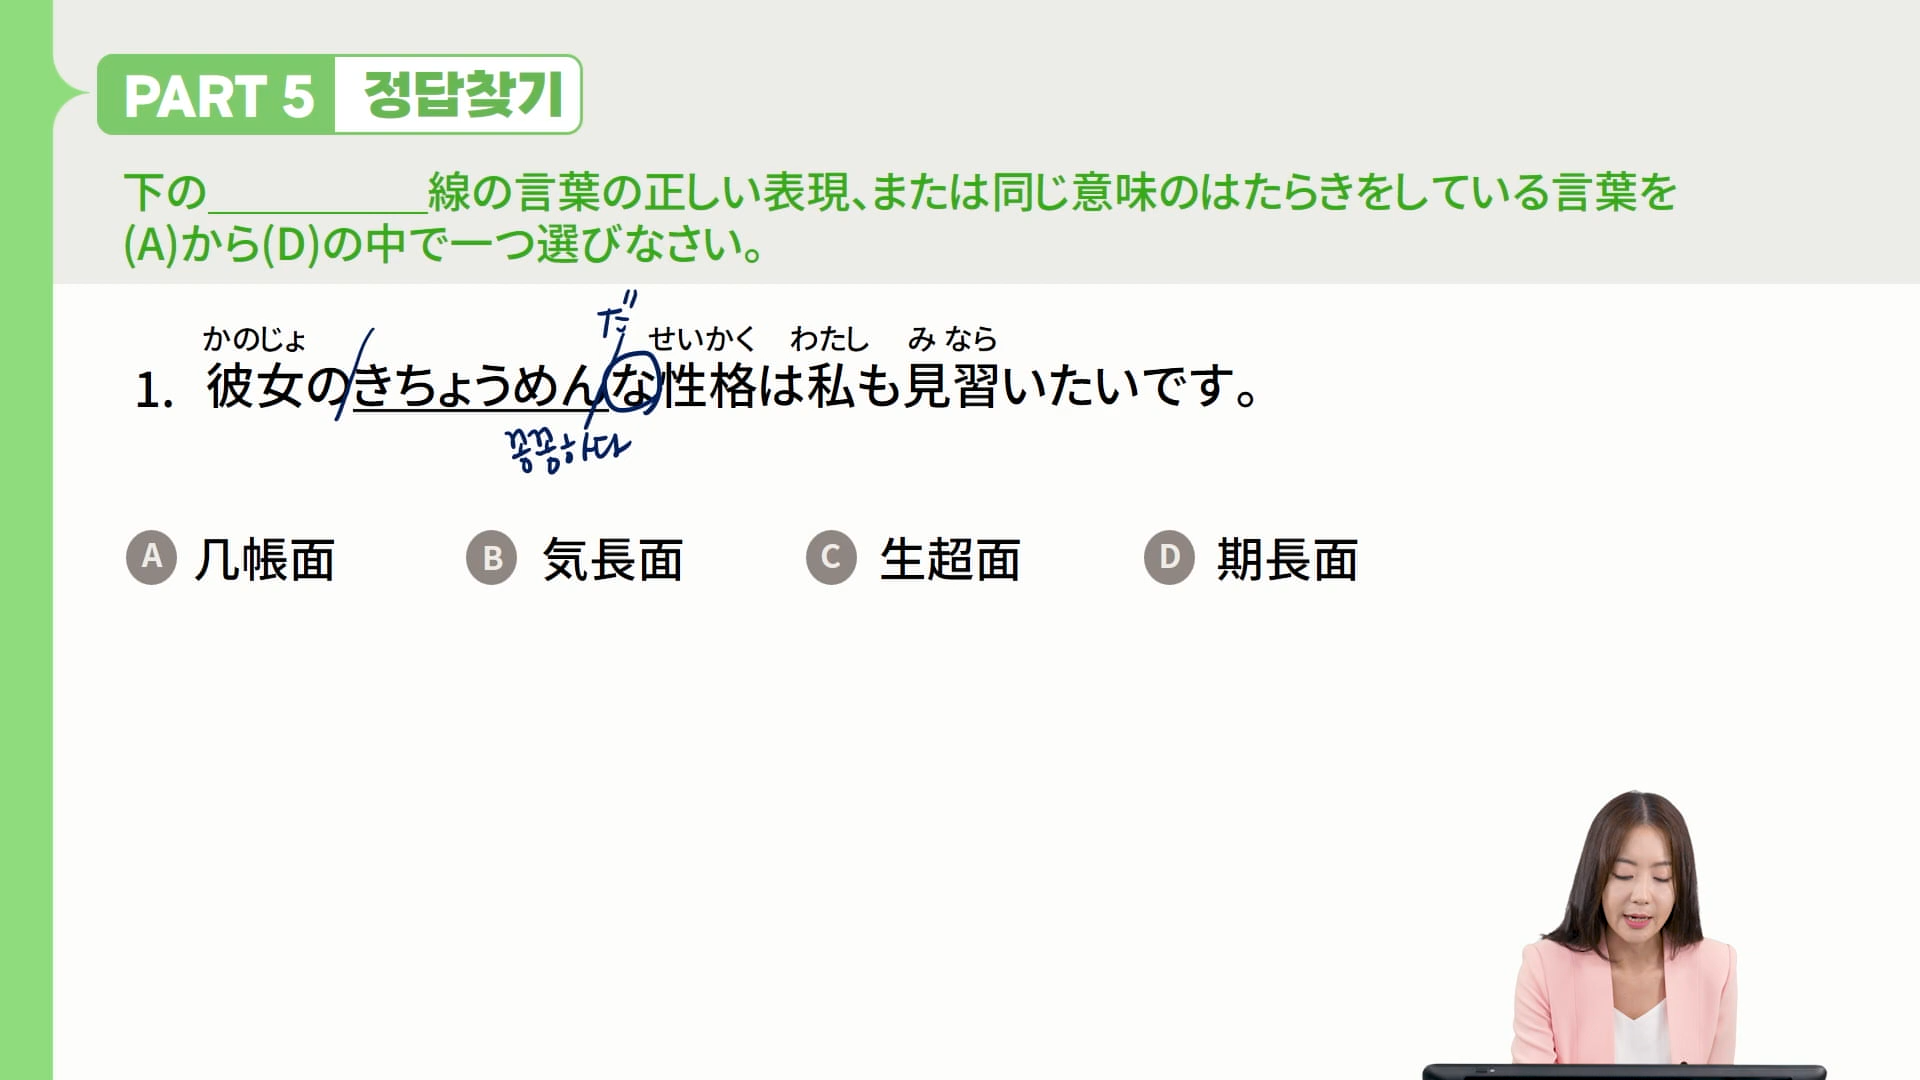 PART 5 정답찾기
下の__________線の言葉の正しい表現、または同じ意味のはたらきをしている言葉を
(A)から(D)の中で一つ選びなさい。
だ
かのじょ せいかく わたし み なら
1. 彼女のきちょうめんな性格は私も見習いたいです。
꼼꼼하다
A 几帳面 B 気長面 C 生超面 D 期長面